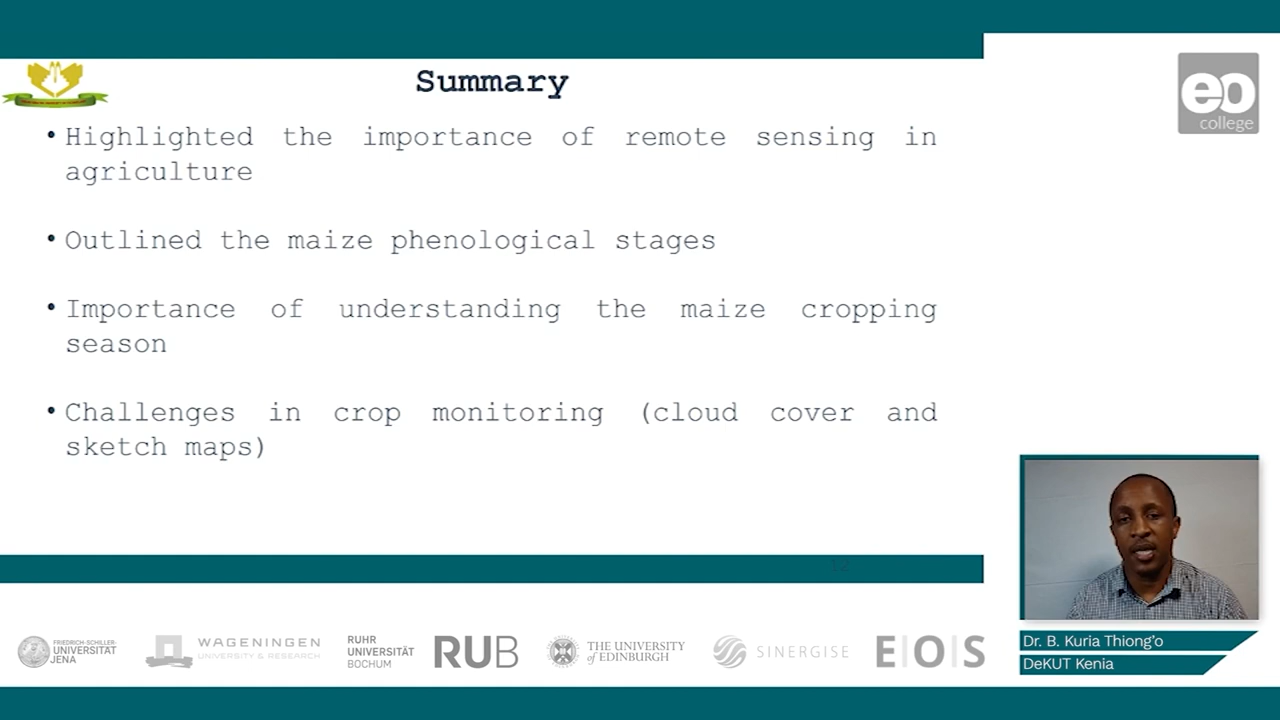 Summary
eo
college
• Highlighted the importance of remote sensing in
agriculture
• Outlined the maize phenological stages
• Importance of understanding the maize cropping
season
• Challenges in crop monitoring (cloud cover and
sketch maps)
12
FRIEDRICH-SCHILLER-
UNIVERSITÄT
JENA
WAGENINGEN
UNIVERSITY & RESEARCH
RUHR
UNIVERSITÄT
BOCHUM
RUB
THE UNIVERSITY
of EDINBURGH
SINERGISE
E|O|S
Dr. B. Kuria Thiong'o
DeKUT Kenia